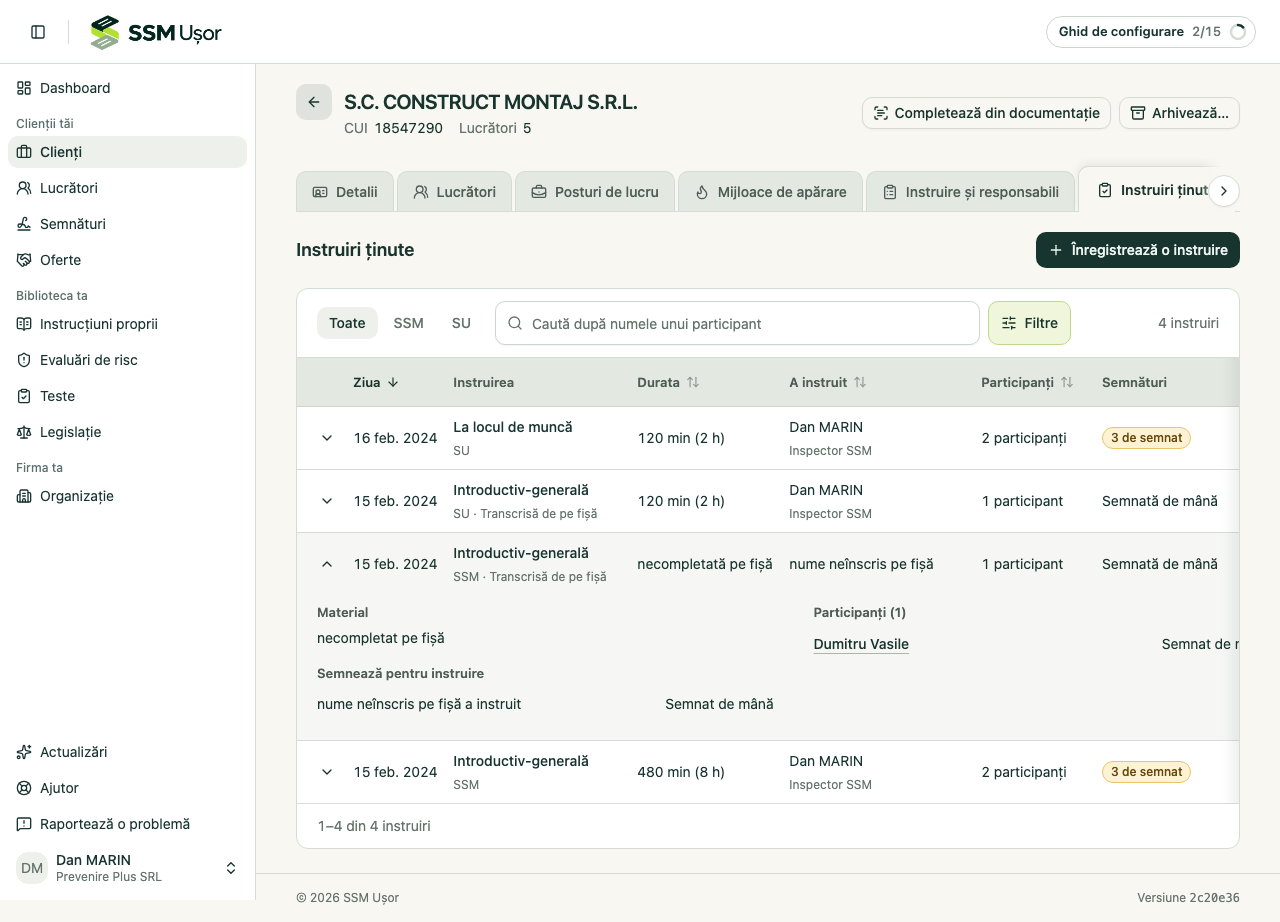 SSM Ușor
Ghid de configurare 2/15
Dashboard
Clienții tăi
Clienți
Lucrători
Semnături
Oferte
Biblioteca ta
Instrucțiuni proprii
Evaluări de risc
Teste
Legislație
Firma ta
Organizație
Actualizări
Ajutor
Raportează o problemă
DM
Dan MARIN
Prevenire Plus SRL
S.C. CONSTRUCT MONTAJ S.R.L.
CUI 18547290 Lucrători 5
Completează din documentație
Arhivează...
Detalii
Lucrători
Posturi de lucru
Mijloace de apărare
Instruire și responsabili
Instruiri ținut
Instruiri ținute
Înregistrează o instruire
Toate SSM SU
Caută după numele unui participant
Filtre
4 instruiri
Ziua Instruirea Durata A instruit Participanți Semnături
16 feb. 2024 La locul de muncă 120 min (2 h) Dan MARIN 2 participanți 3 de semnat
SU Inspector SSM
15 feb. 2024 Introductiv-generală 120 min (2 h) Dan MARIN 1 participant Semnată de mână
SU · Transcrisă de pe fișă Inspector SSM
15 feb. 2024 Introductiv-generală necompletată pe fișă nume neînscris pe fișă 1 participant Semnată de mână
SSM · Transcrisă de pe fișă
Material
necompletat pe fișă
Participanți (1)
Dumitru Vasile Semnat de
Semnează pentru instruire
nume neînscris pe fișă a instruit Semnat de mână
15 feb. 2024 Introductiv-generală 480 min (8 h) Dan MARIN 2 participanți 3 de semnat
SSM Inspector SSM
1–4 din 4 instruiri
© 2026 SSM Ușor
Versiune 2c20e36